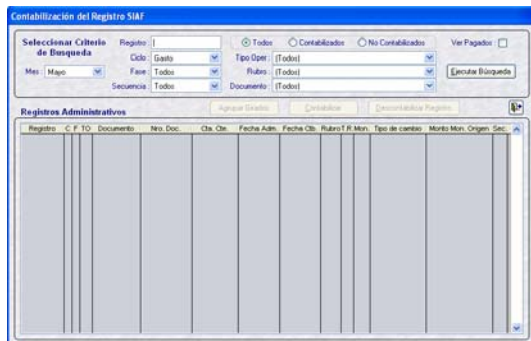 Contabilización del Registro SIAF
Seleccionar Criterio de Busqueda
Mes: Mayo
Registro:
Ciclo: Gasto
Fase: Todos
Secuencia: Todos
Todos Contabilizados No Contabilizados
Tipo Oper.: (Todos)
Rubro: (Todos)
Documento: (Todos)
Ver Pagados:
Ejecutar Búsqueda
Registros Administrativos
Agrupar Girados Contabilizar Descontabiliza Registro
Registro C F TO Documento Nro. Doc. Cta. Cte. Fecha Adm. Fecha Ctb. Rubro T.R. Mon. Tipo de cambio Monto Mon. Origen Sec.